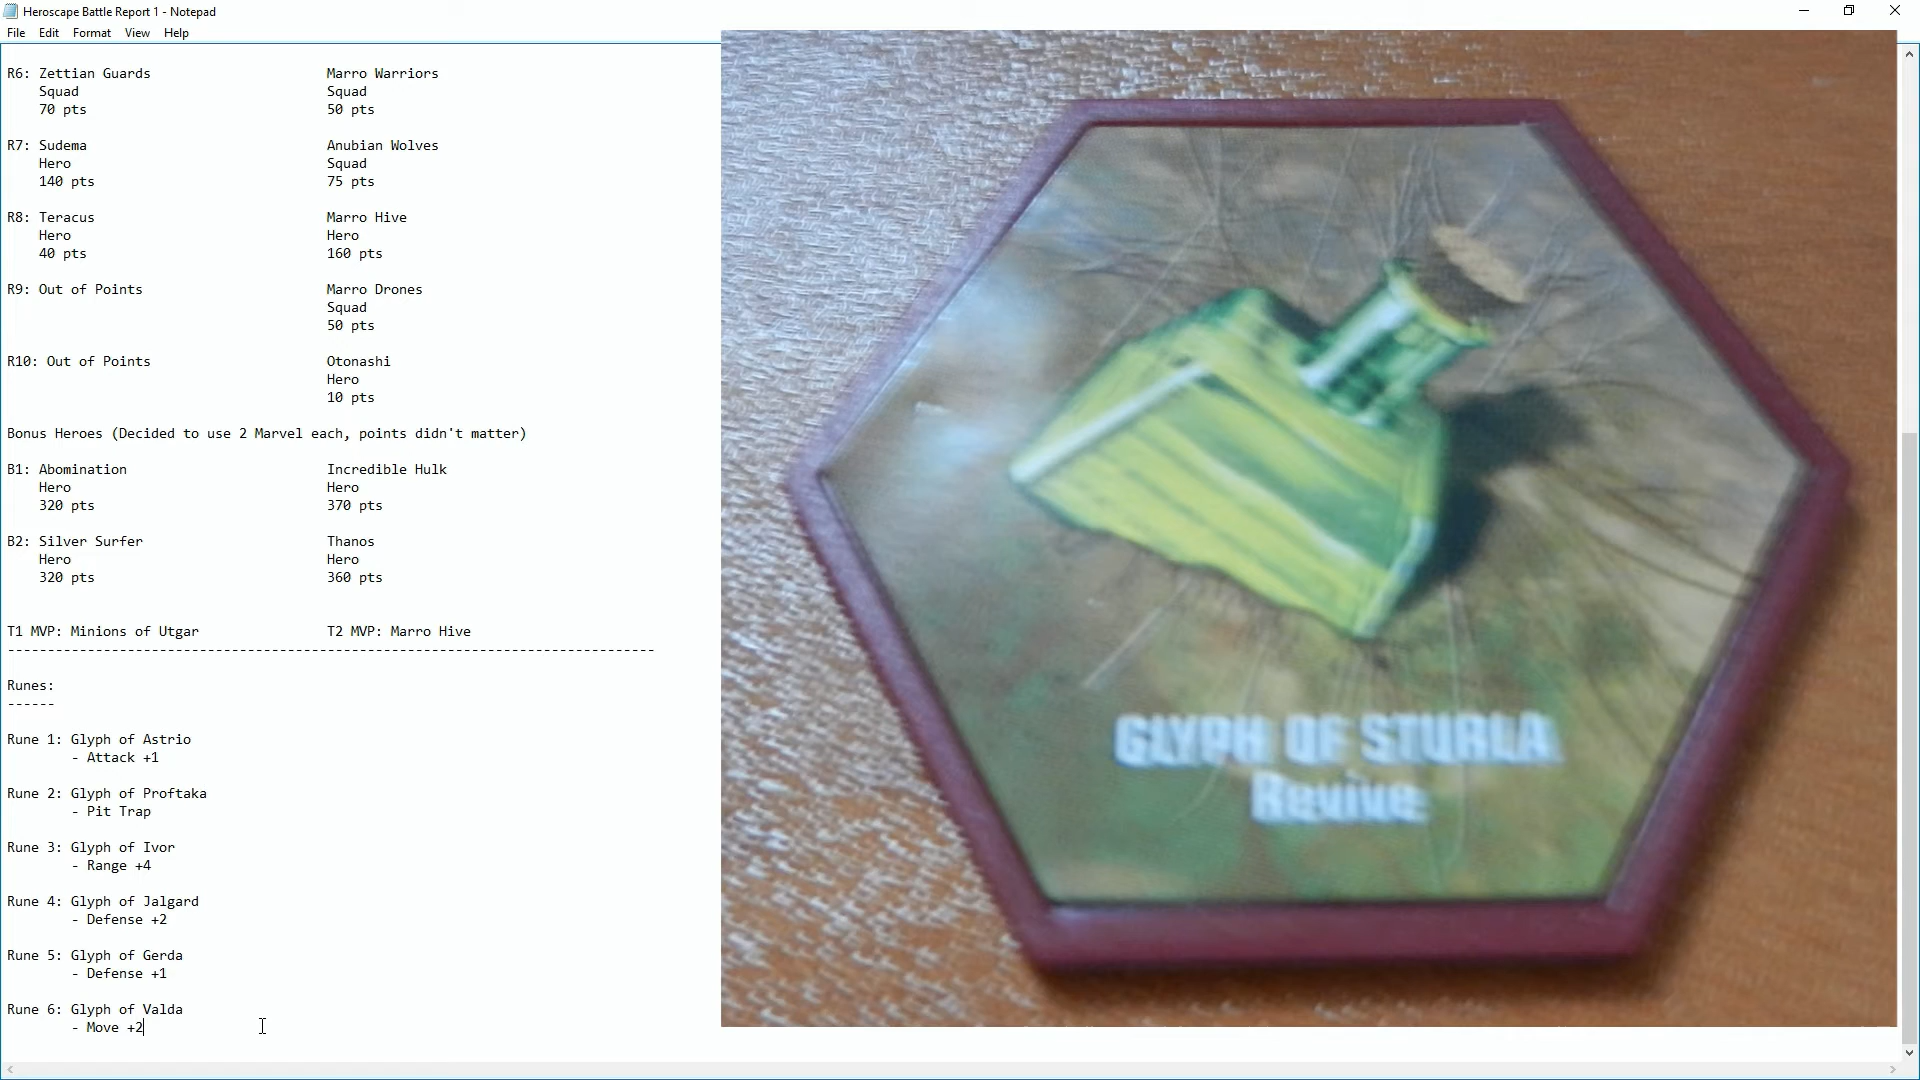 Heroscape Battle Report 1 - Notepad
File Edit Format View Help
R6: Zettian Guards Marro Warriors
Squad Squad
70 pts 50 pts
R7: Sudema Anubian Wolves
Hero Squad
140 pts 75 pts
R8: Teracus Marro Hive
Hero Hero
40 pts 160 pts
R9: Out of Points Marro Drones
Squad
50 pts
R10: Out of Points Otonashi
Hero
10 pts
Bonus Heroes (Decided to use 2 Marvel each, points didn't matter)
B1: Abomination Incredible Hulk
Hero Hero
320 pts 370 pts
B2: Silver Surfer Thanos
Hero Hero
320 pts 360 pts
T1 MVP: Minions of Utgar T2 MVP: Marro Hive
---------------------------------------------------------------------------------
Runes:
------
Rune 1: Glyph of Astrio
- Attack +1
Rune 2: Glyph of Proftaka
- Pit Trap
Rune 3: Glyph of Ivor
- Range +4
Rune 4: Glyph of Jalgard
- Defense +2
Rune 5: Glyph of Gerda
- Defense +1
Rune 6: Glyph of Valda
- Move +2
GLYPH OF STURLA
Revive